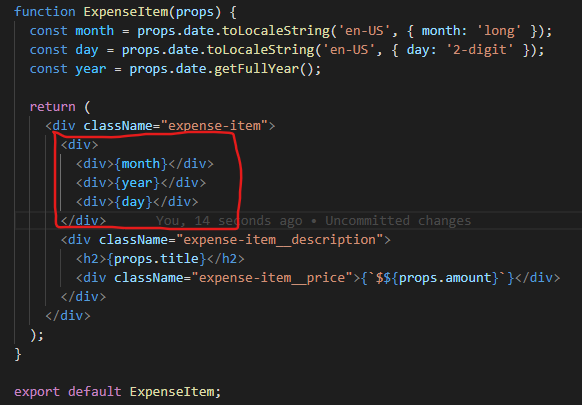 function ExpenseItem(props) {
  const month = props.date.toLocaleString('en-US', { month: 'long' });
  const day = props.date.toLocaleString('en-US', { day: '2-digit' });
  const year = props.date.getFullYear();

  return (
    <div className="expense-item">
      <div>
        <div>{month}</div>
        <div>{year}</div>
        <div>{day}</div>
      </div>      You, 14 seconds ago • Uncommitted changes
      <div className="expense-item__description">
        <h2>{props.title}</h2>
        <div className="expense-item__price">{`$${props.amount}`}</div>
      </div>
    </div>
  );
}

export default ExpenseItem;